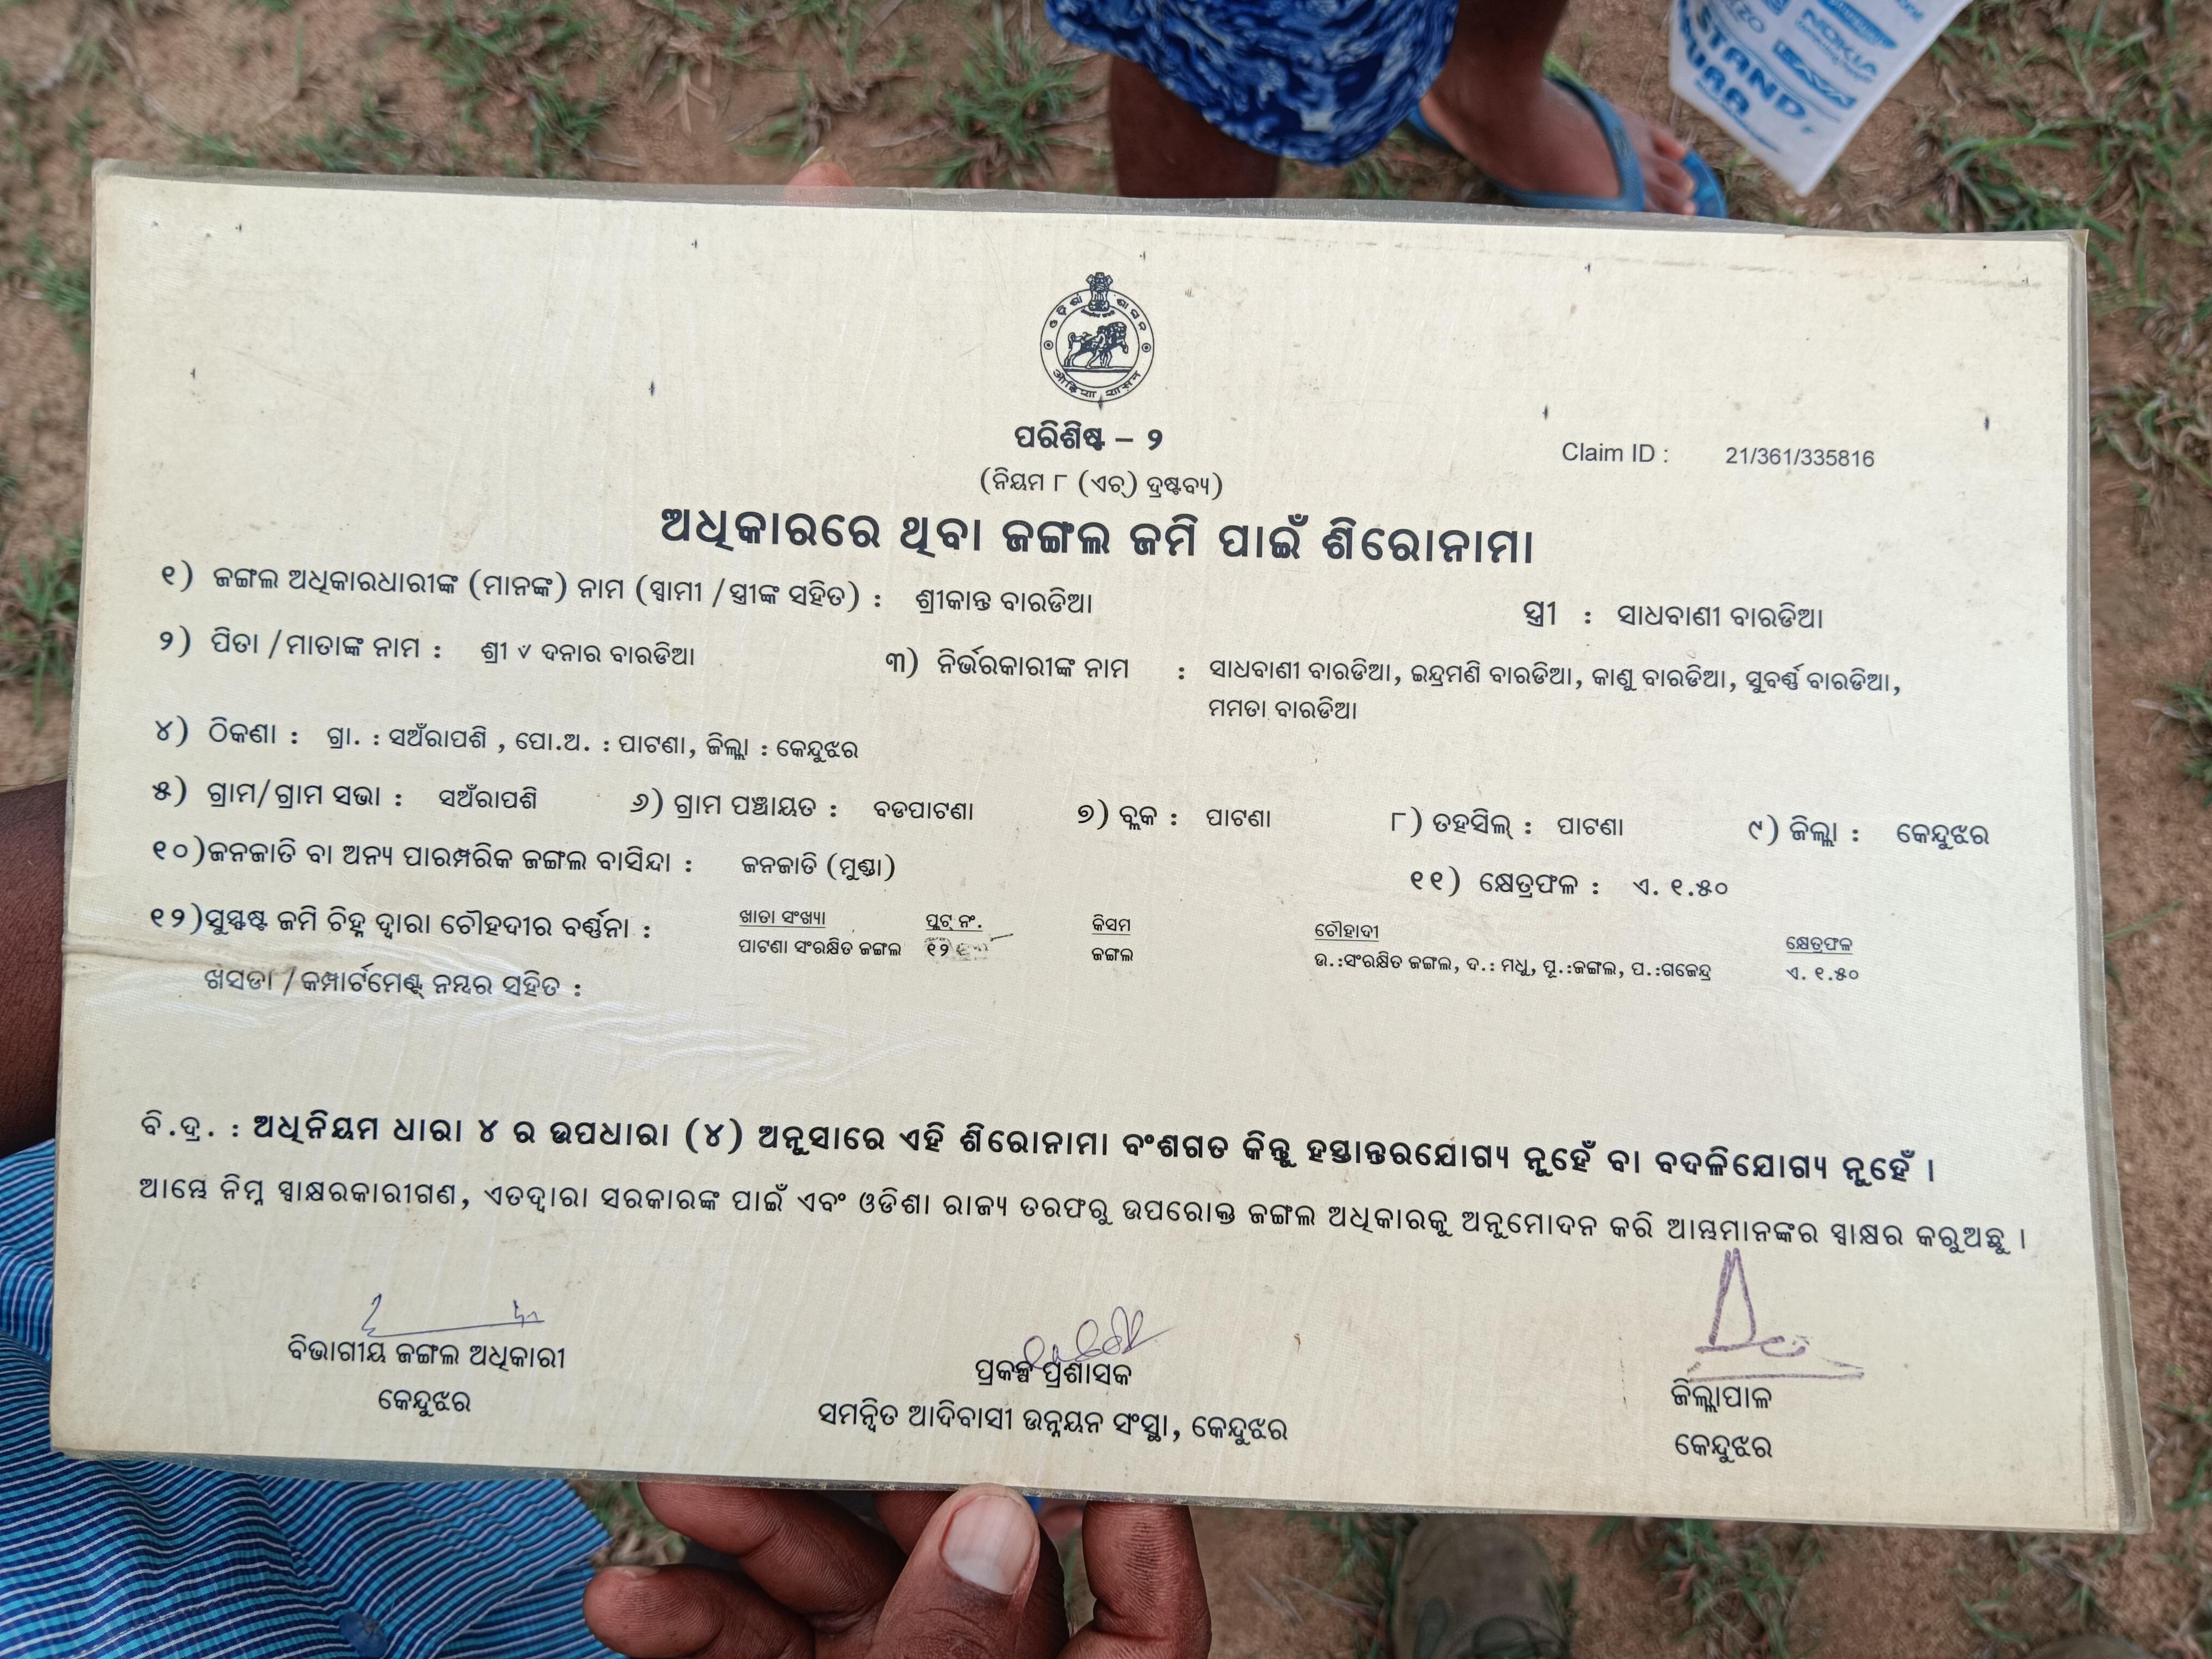 ଓଡ଼ିଶା ଶାସନ
ओड़िशा शासन
ପରିଶିଷ୍ଟ – ୨
Claim ID : 21/361/335816
(ନିୟମ ୮ (ଏଚ୍) ଦ୍ରଷ୍ଟବ୍ୟ)
ଅଧିକାରରେ ଥିବା ଜଙ୍ଗଲ ଜମି ପାଇଁ ଶିରୋନାମା
୧) ଜଙ୍ଗଲ ଅଧିକାରଧାରୀଙ୍କ (ମାନଙ୍କ) ନାମ (ସ୍ୱାମୀ /ସ୍ତ୍ରୀଙ୍କ ସହିତ) : ଶ୍ରୀକାନ୍ତ ବାରଡିଆ ସ୍ତ୍ରୀ : ସାଧବାଣୀ ବାରଡିଆ
୨) ପିତା /ମାତାଙ୍କ ନାମ : ଶ୍ରୀ ୰ ଦନାର ବାରଡିଆ ୩) ନିର୍ଭରକାରୀଙ୍କ ନାମ : ସାଧବାଣୀ ବାରଡିଆ, ଇନ୍ଦ୍ରମଣି ବାରଡିଆ, କାଣୁ ବାରଡିଆ, ସୁବର୍ଣ୍ଣ ବାରଡିଆ,
ମମତା ବାରଡିଆ
୪) ଠିକଣା : ଗ୍ରା. : ସଅଁରାପଶି , ପୋ.ଅ. : ପାଟଣା, ଜିଲ୍ଲା : କେନ୍ଦୁଝର
୫) ଗ୍ରାମ/ଗ୍ରାମ ସଭା : ସଅଁରାପଶି ୬) ଗ୍ରାମ ପଞ୍ଚାୟତ : ବଡପାଟଣା ୭) ବ୍ଲକ : ପାଟଣା ୮) ତହସିଲ୍ : ପାଟଣା ୯) ଜିଲ୍ଲା : କେନ୍ଦୁଝର
୧୦)ଜନଜାତି ବା ଅନ୍ୟ ପାରମ୍ପରିକ ଜଙ୍ଗଲ ବାସିନ୍ଦା : ଜନଜାତି (ମୁଣ୍ଡା) ୧୧) କ୍ଷେତ୍ରଫଳ : ଏ. ୧.୫୦
୧୨)ସୁସ୍ପଷ୍ଟ ଜମି ଚିହ୍ନ ଦ୍ୱାରା ଚୌହଦୀର ବର୍ଣ୍ଣନା : ଖାତା ସଂଖ୍ୟା ପ୍ଲଟ୍ ନଂ. କିସମ ଚୌହାଦୀ କ୍ଷେତ୍ରଫଳ
ପାଟଣା ସଂରକ୍ଷିତ ଜଙ୍ଗଲ ଜଙ୍ଗଲ ଉ.:ସଂରକ୍ଷିତ ଜଙ୍ଗଲ, ଦ.: ମଧୁ, ପୂ.:ଜଙ୍ଗଲ, ପ.:ଗଜେନ୍ଦ୍ର ଏ. ୧.୫୦
ଖସଡା /କମ୍ପାର୍ଟମେଣ୍ଟ୍ ନମ୍ବର ସହିତ :
ବି.ଦ୍ର. : ଅଧିନିୟମ ଧାରା ୪ ର ଉପଧାରା (୪) ଅନୁସାରେ ଏହି ଶିରୋନାମା ବଂଶଗତ କିନ୍ତୁ ହସ୍ତାନ୍ତରଯୋଗ୍ୟ ନୁହେଁ ବା ବଦଳିଯୋଗ୍ୟ ନୁହେଁ ।
ଆମ୍ଭେ ନିମ୍ନ ସ୍ୱାକ୍ଷରକାରୀଗଣ, ଏତଦ୍ୱାରା ସରକାରଙ୍କ ପାଇଁ ଏବଂ ଓଡିଶା ରାଜ୍ୟ ତରଫରୁ ଉପରୋକ୍ତ ଜଙ୍ଗଲ ଅଧିକାରକୁ ଅନୁମୋଦନ କରି ଆମ୍ଭମାନଙ୍କର ସ୍ୱାକ୍ଷର କରୁଅଛୁ ।
ବିଭାଗୀୟ ଜଙ୍ଗଲ ଅଧିକାରୀ
କେନ୍ଦୁଝର
ପ୍ରକଳ୍ପ ପ୍ରଶାସକ
ସମନ୍ୱିତ ଆଦିବାସୀ ଉନ୍ନୟନ ସଂସ୍ଥା, କେନ୍ଦୁଝର
ଜିଲ୍ଲାପାଳ
କେନ୍ଦୁଝର
NOKIA
STAND,